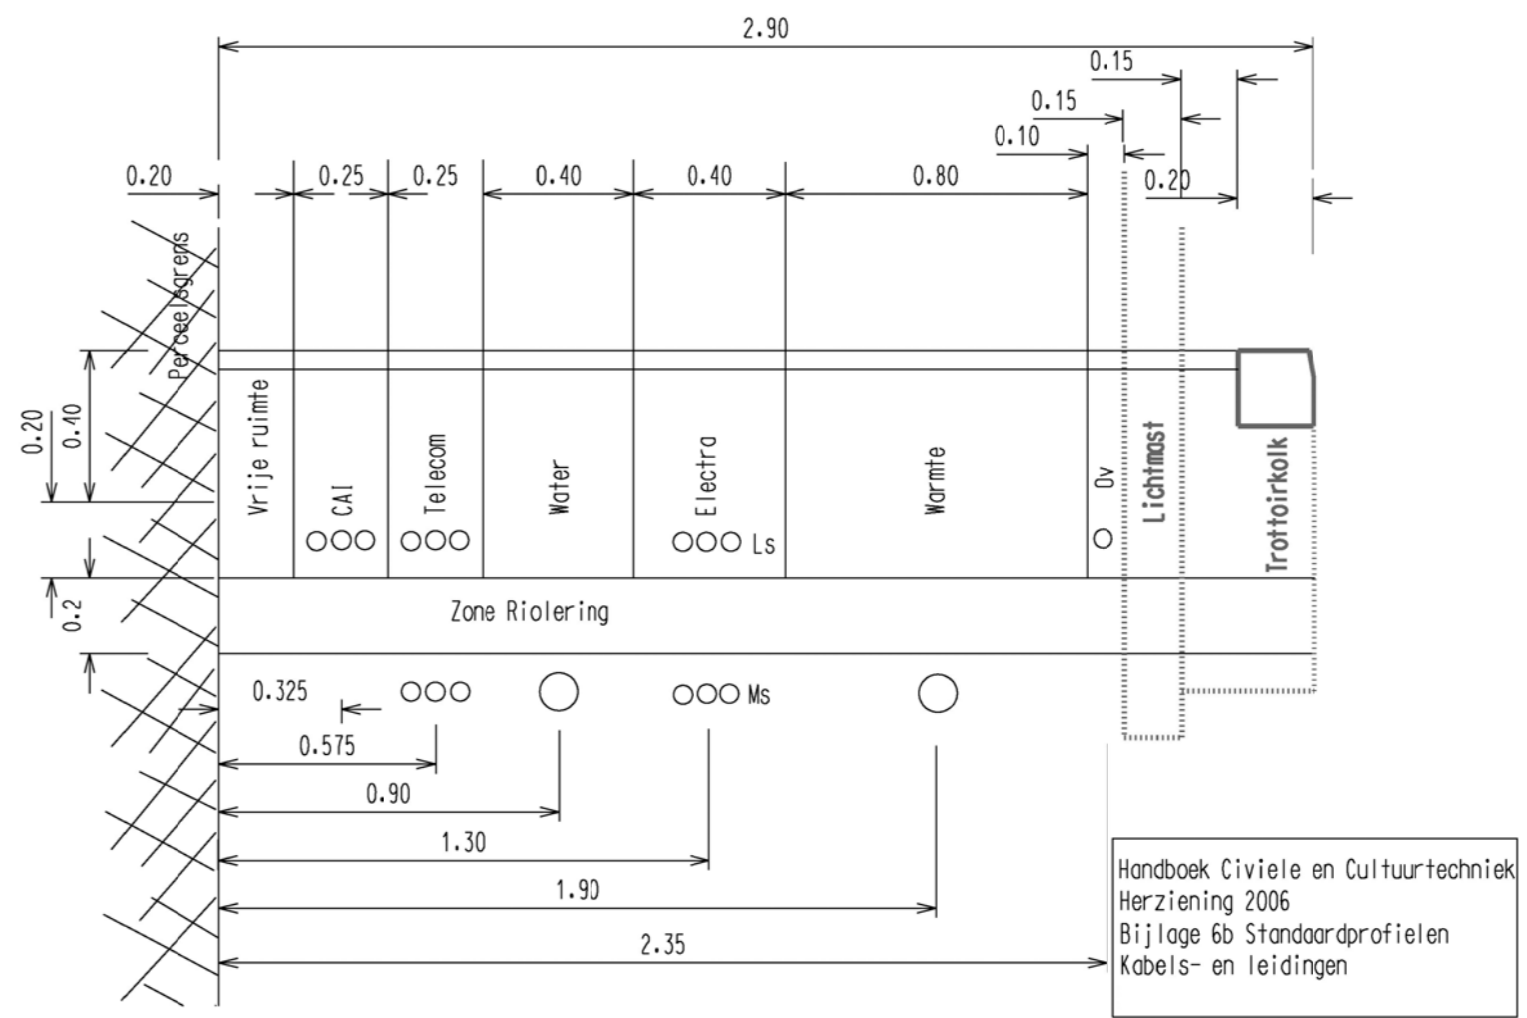 2.90
0.15
0.15
0.10
0.20
0.25
0.25
0.40
0.40
0.80
0.20
Perceelsgrens
0.20
0.40
Vrije ruimte
CAI
Telecom
Water
Electra
Warmte
Ov
Lichtmast
Trottoirkolk
Ls
0.2
Zone Riolering
0.325
Ms
0.575
0.90
1.30
1.90
2.35
Handboek Civiele en Cultuurtechniek
Herziening 2006
Bijlage 6b Standaardprofielen
Kabels- en leidingen